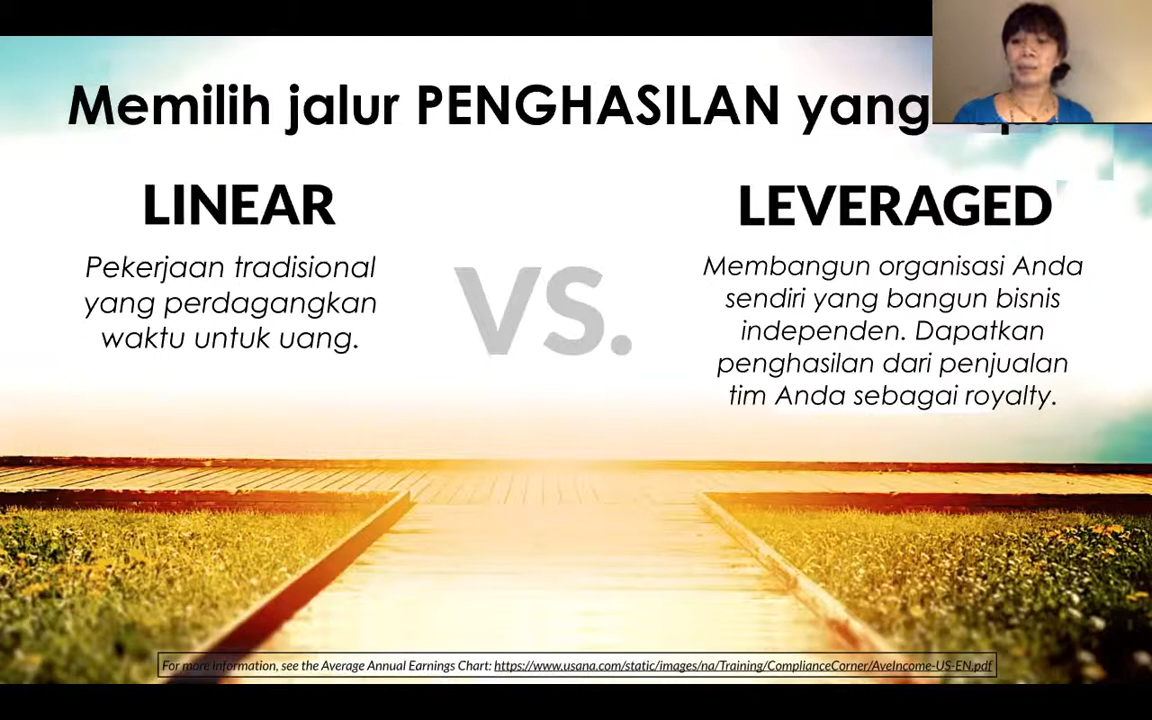 Memilih jalur PENGHASILAN yang
LINEAR
Pekerjaan tradisional
yang perdagangkan
waktu untuk uang.
VS.
LEVERAGED
Membangun organisasi Anda
sendiri yang bangun bisnis
independen. Dapatkan
penghasilan dari penjualan
tim Anda sebagai royalty.
For more information, see the Average Annual Earnings Chart: https://www.usana.com/static/images/na/Training/ComplianceCorner/AveIncome-US-EN.pdf